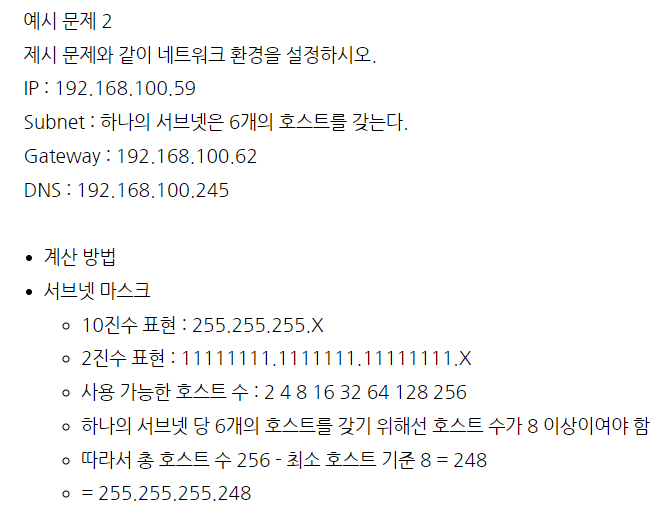 예시 문제 2
제시 문제와 같이 네트워크 환경을 설정하시오.
IP : 192.168.100.59
Subnet : 하나의 서브넷은 6개의 호스트를 갖는다.
Gateway : 192.168.100.62
DNS : 192.168.100.245
• 계산 방법
• 서브넷 마스크
◦ 10진수 표현 : 255.255.255.X
◦ 2진수 표현 : 11111111.1111111.11111111.X
◦ 사용 가능한 호스트 수 : 2 4 8 16 32 64 128 256
◦ 하나의 서브넷 당 6개의 호스트를 갖기 위해선 호스트 수가 8 이상이여야 함
◦ 따라서 총 호스트 수 256 - 최소 호스트 기준 8 = 248
◦ = 255.255.255.248